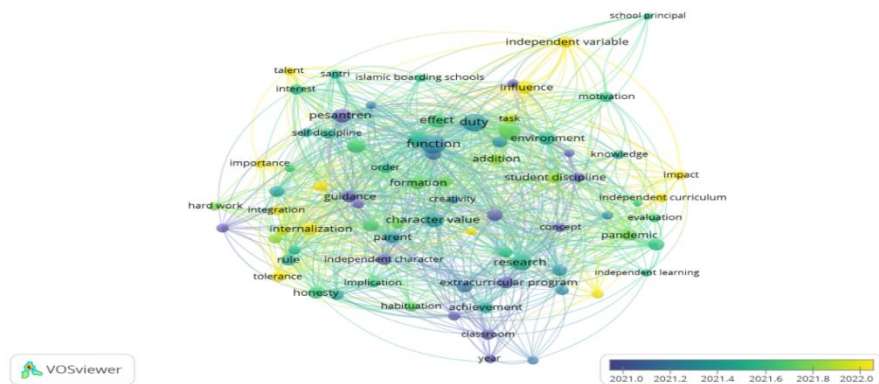 school principal
independent variable
talent
santri
islamic boarding schools
interest
influence
motivation
pesantren
effect
duty
task
self discipline
function
environment
order
addition
knowledge
importance
student discipline
impact
formation
guidance
creativity
independent curriculum
hard work
integration
character value
evaluation
internalization
concept
parent
pandemic
rule
independent character
research
independent learning
tolerance
implication
extracurricular program
honesty
habituation
achievement
classroom
year
VOSviewer
2021.0 2021.2 2021.4 2021.6 2021.8 2022.0